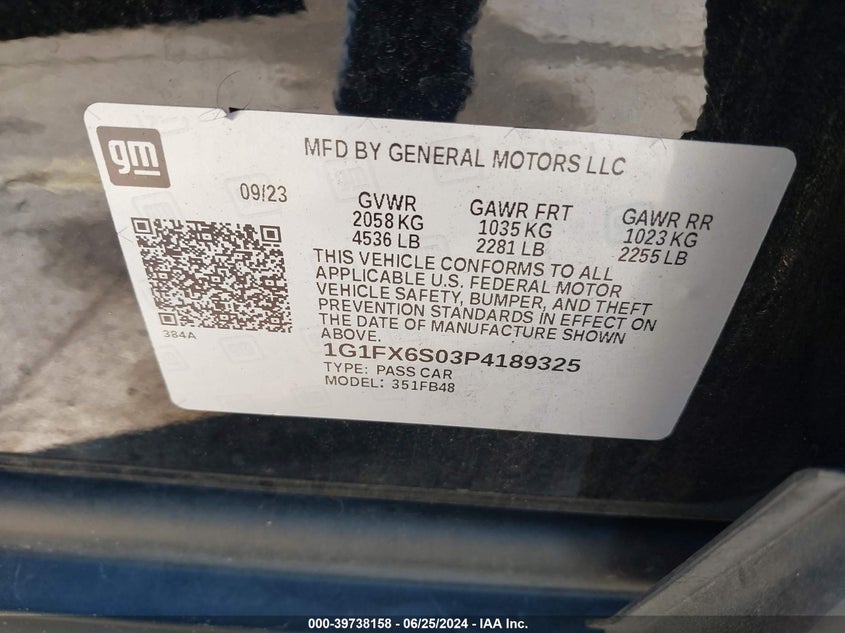 gm
MFD BY GENERAL MOTORS LLC
09/23
GVWR
2058 KG
4536 LB
GAWR FRT
1035 KG
2281 LB
GAWR RR
1023 KG
2255 LB
THIS VEHICLE CONFORMS TO ALL
APPLICABLE U.S. FEDERAL MOTOR
VEHICLE SAFETY, BUMPER, AND THEFT
PREVENTION STANDARDS IN EFFECT ON
THE DATE OF MANUFACTURE SHOWN
ABOVE.
384A
1G1FX6S03P4189325
TYPE: PASS CAR
MODEL: 351FB48
000-39738158 - 06/25/2024 - IAA Inc.